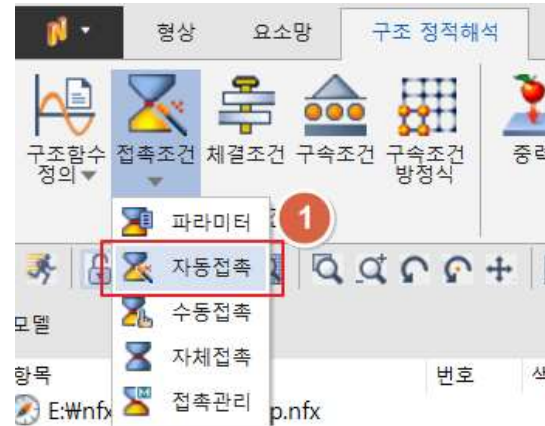 형상 요소망 구조 정적해석
구조함수 접촉조건 체결조건 구속조건 구속조건 중력
정의 방정식
파라미터 1
자동접촉
모델 수동접촉
자체접촉
항목 번호 색
접촉관리
E:\nfx p.nfx